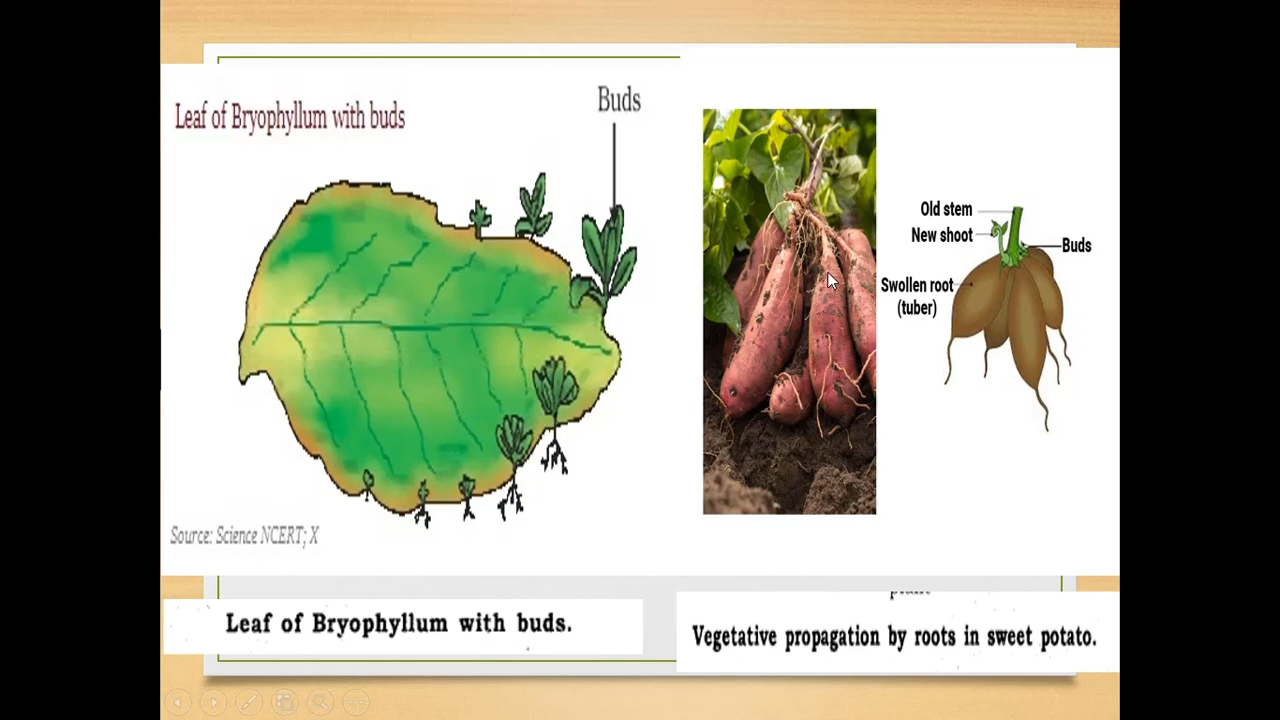 Leaf of Bryophyllum with buds
Buds
Old stem
New shoot
Buds
Swollen root
(tuber)
Source: Science NCERT; X
Leaf of Bryophyllum with buds.
Vegetative propagation by roots in sweet potato.